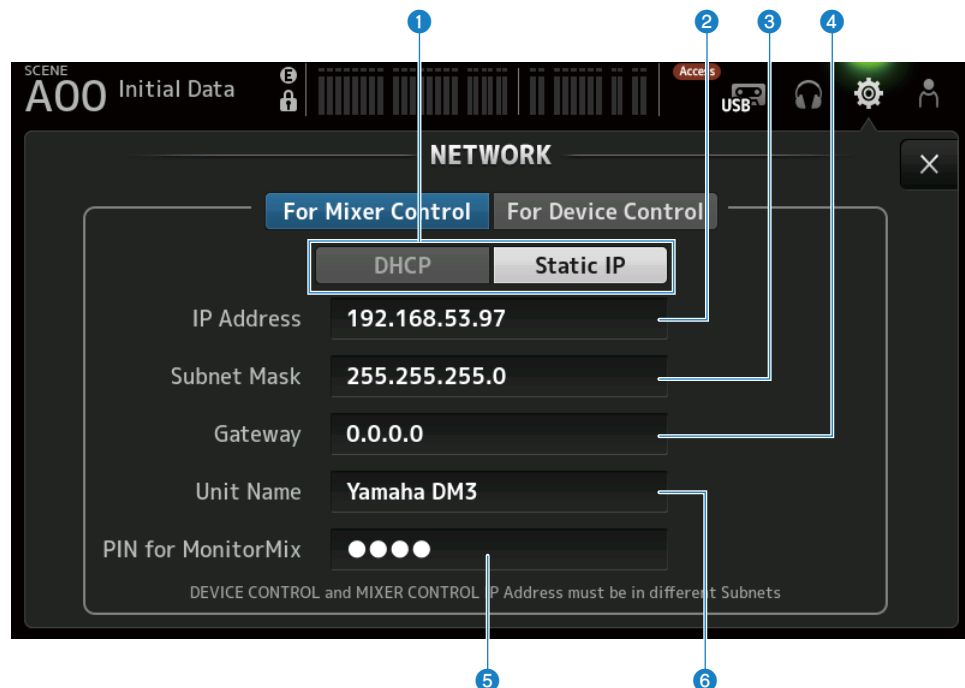 1 2 3 4
SCENE
A00 Initial Data E Access USB
NETWORK
For Mixer Control For Device Control
DHCP Static IP
IP Address 192.168.53.97
Subnet Mask 255.255.255.0
Gateway 0.0.0.0
Unit Name Yamaha DM3
PIN for MonitorMix ●●●●
DEVICE CONTROL and MIXER CONTROL IP Address must be in different Subnets
5 6